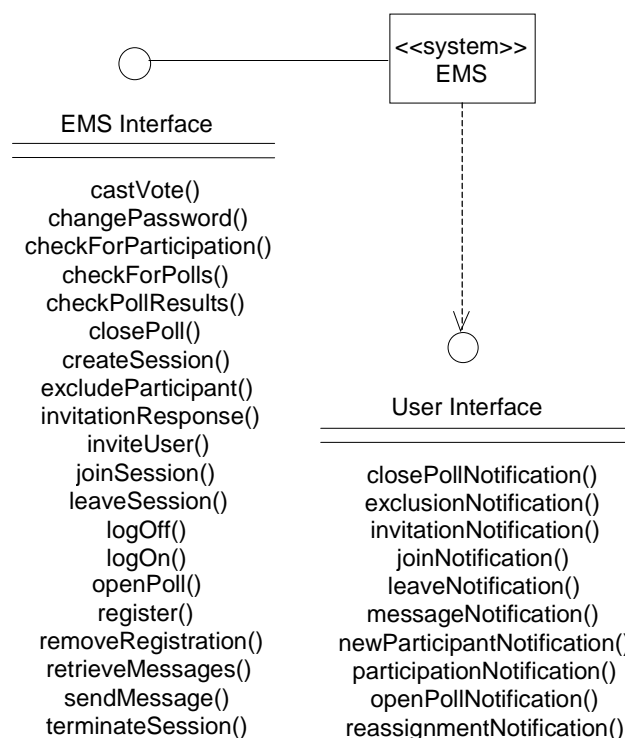 <<system>>
EMS
EMS Interface
castVote()
changePassword()
checkForParticipation()
checkForPolls()
checkPollResults()
closePoll()
createSession()
excludeParticipant()
invitationResponse()
inviteUser()
joinSession()
leaveSession()
logOff()
logOn()
openPoll()
register()
removeRegistration()
retrieveMessages()
sendMessage()
terminateSession()
User Interface
closePollNotification()
exclusionNotification()
invitationNotification()
joinNotification()
leaveNotification()
messageNotification()
newParticipantNotification()
participationNotification()
openPollNotification()
reassignmentNotification()